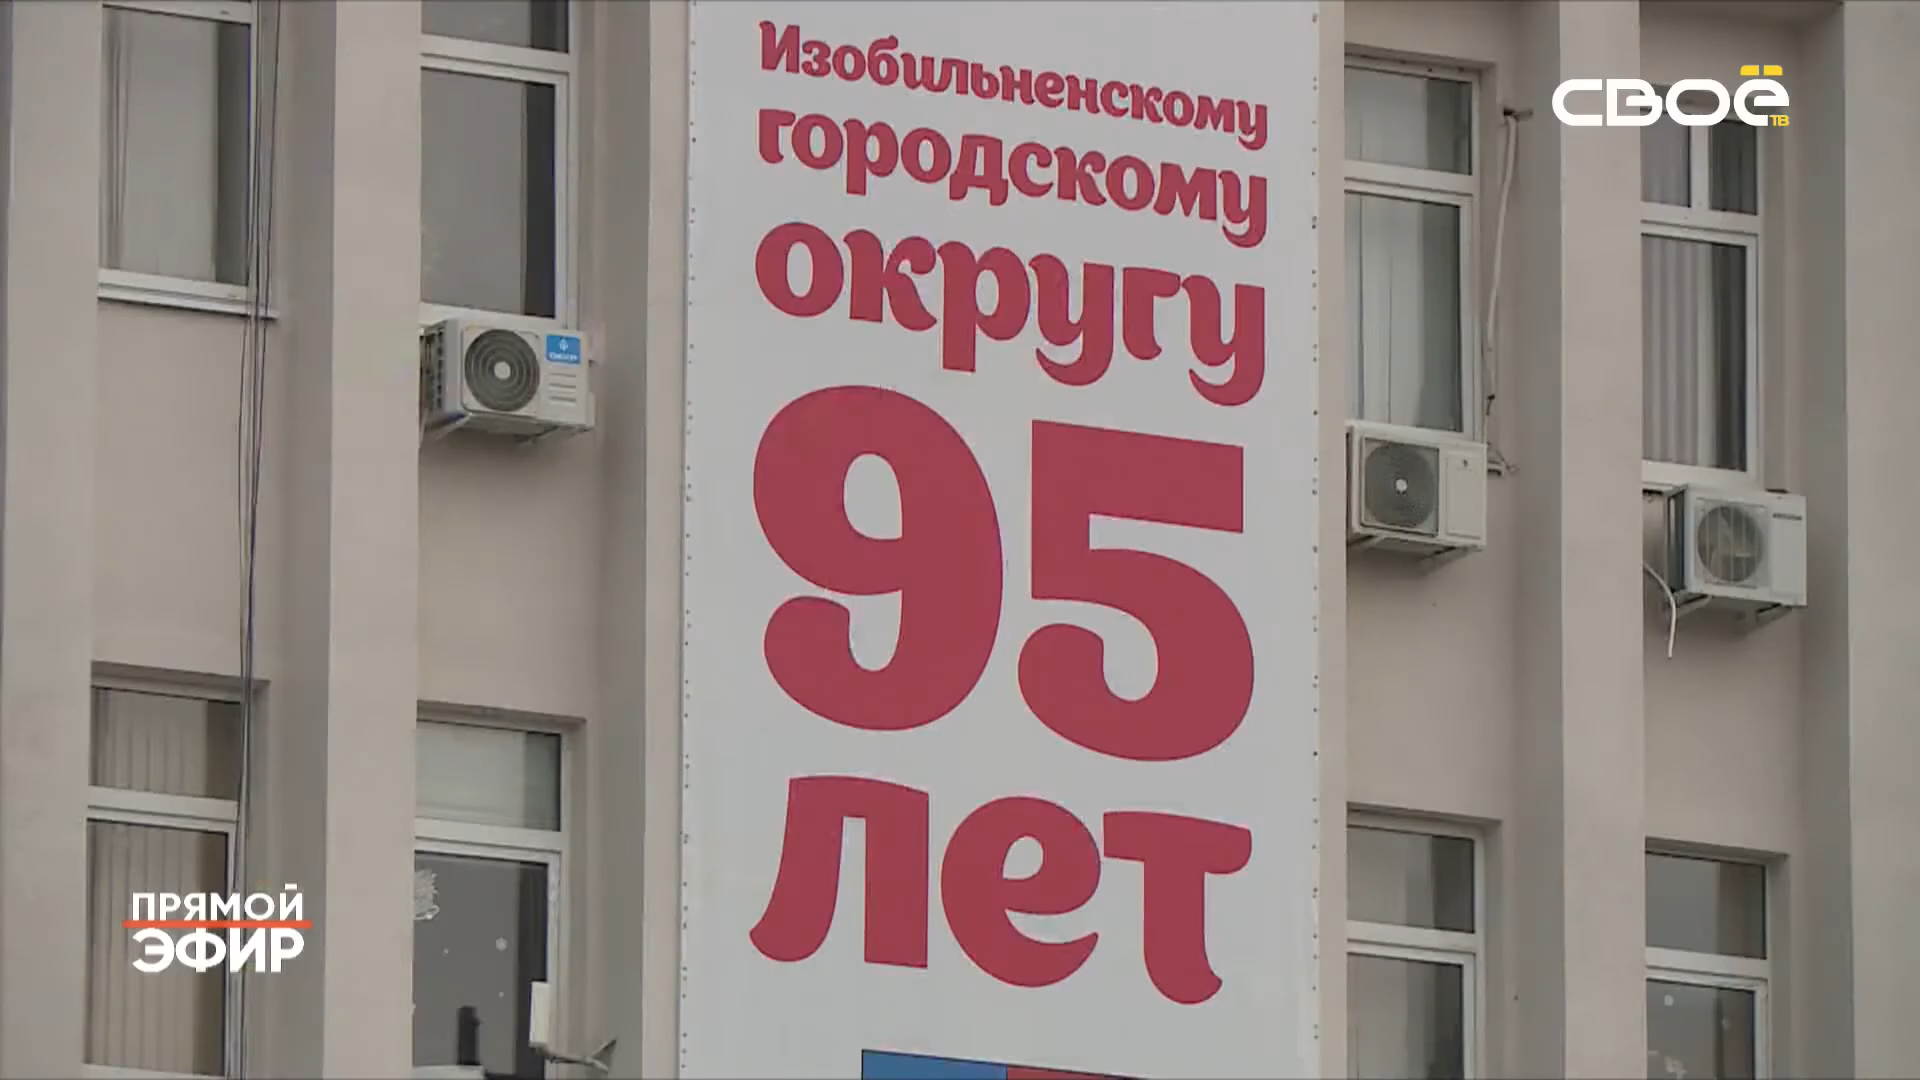 Изобильненскому
городскому
округу
95
лет
СВОЁ
ТВ
ПРЯМОЙ
ЭФИР